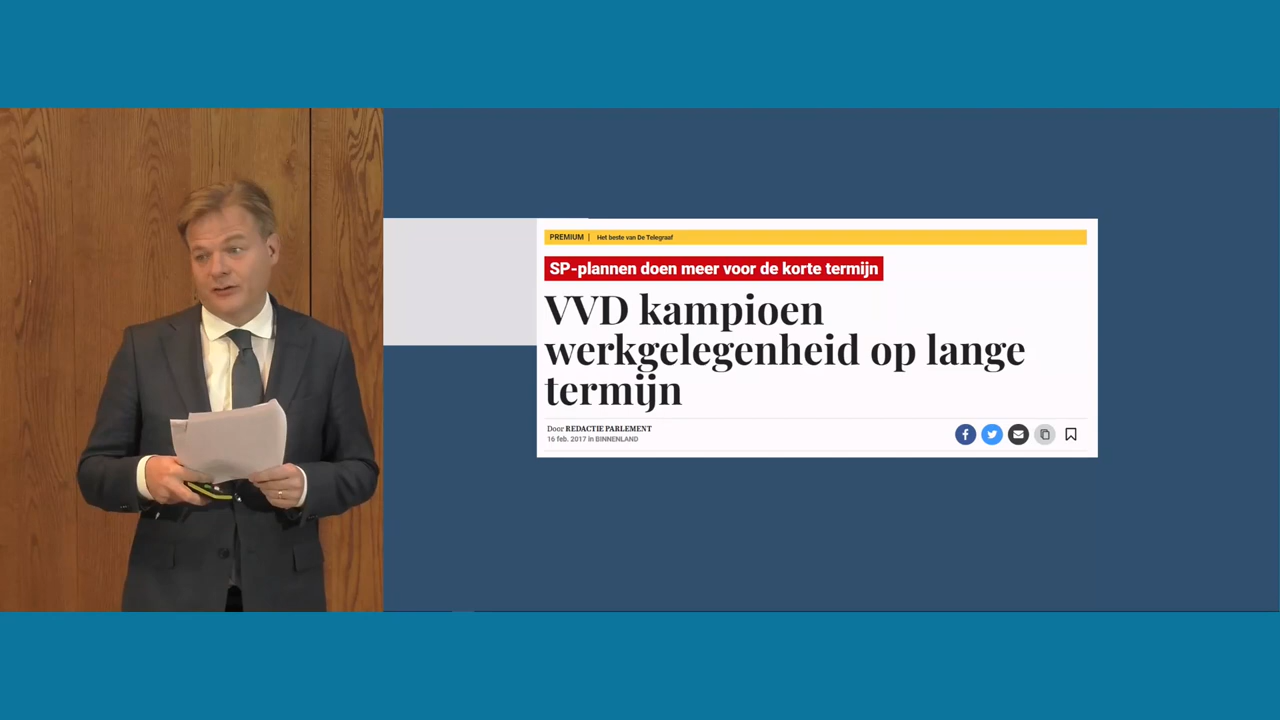 PREMIUM | Het beste van De Telegraaf
SP-plannen doen meer voor de korte termijn
VVD kampioen
werkgelegenheid op lange
termijn
Door REDACTIE PARLEMENT
16 feb. 2017 in BINNENLAND